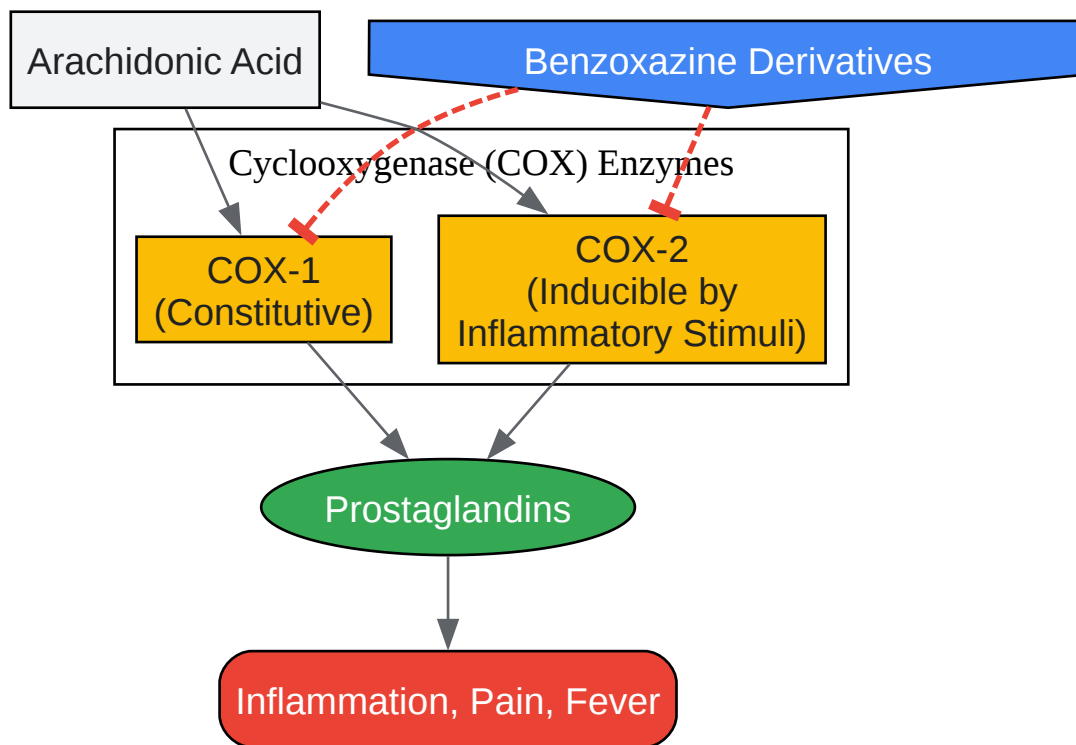 Arachidonic Acid
Benzoxazine Derivatives
Cyclooxygenase (COX) Enzymes
COX-1
(Constitutive)
COX-2
(Inducible by
Inflammatory Stimuli)
Prostaglandins
Inflammation, Pain, Fever